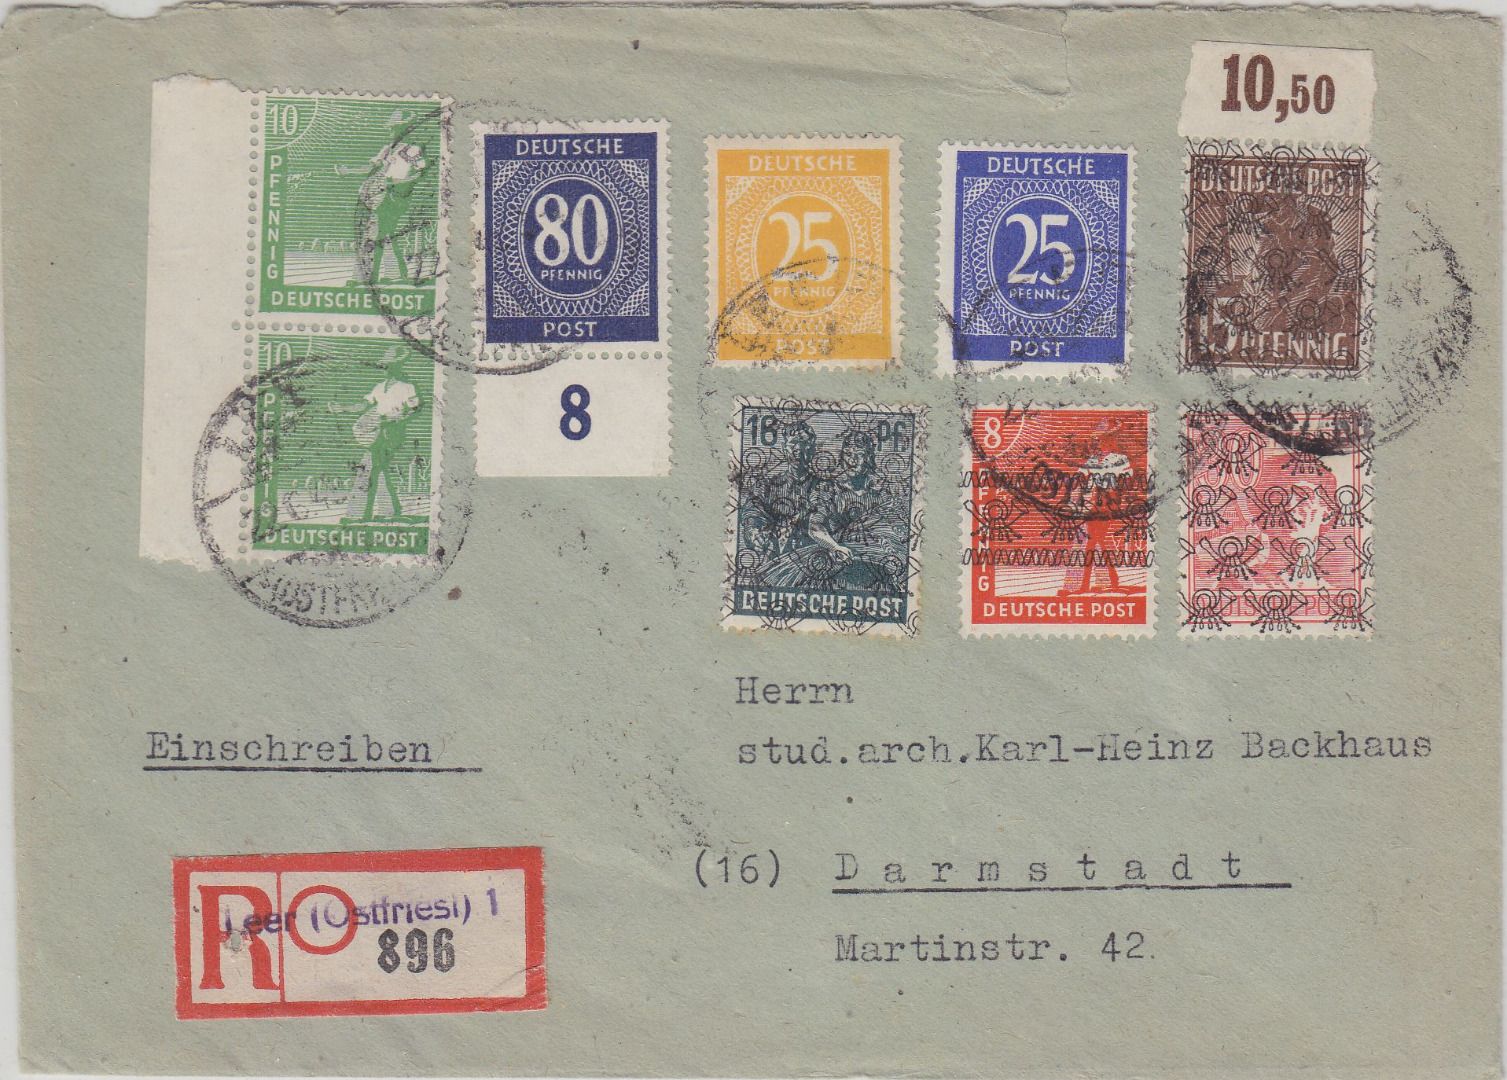 10,50
10
PFENNIG
DEUTSCHE POST
10
DEUTSCHE POST
DEUTSCHE
80
PFENNIG
POST
8
DEUTSCHE
25
PFENNIG
POST
DEUTSCHE
25
PFENNIG
POST
DEUTSCHE POST
15 PFENNIG
16 Pf
DEUTSCHE POST
8
DEUTSCHE POST
Herrn
stud.arch.Karl-Heinz Backhaus
Einschreiben
(16) Darmstadt
Martinstr. 42.
R
Leer (Ostfriesl) 1
896